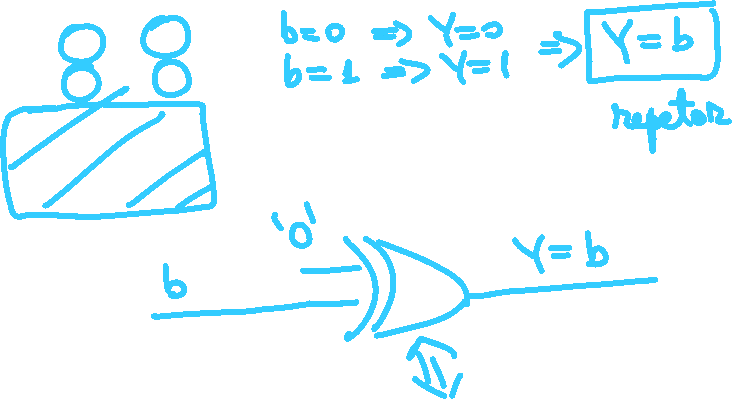 b=0 => Y=0
b=1 => Y=1
=> Y=b
repetor
'0'
b
Y=b